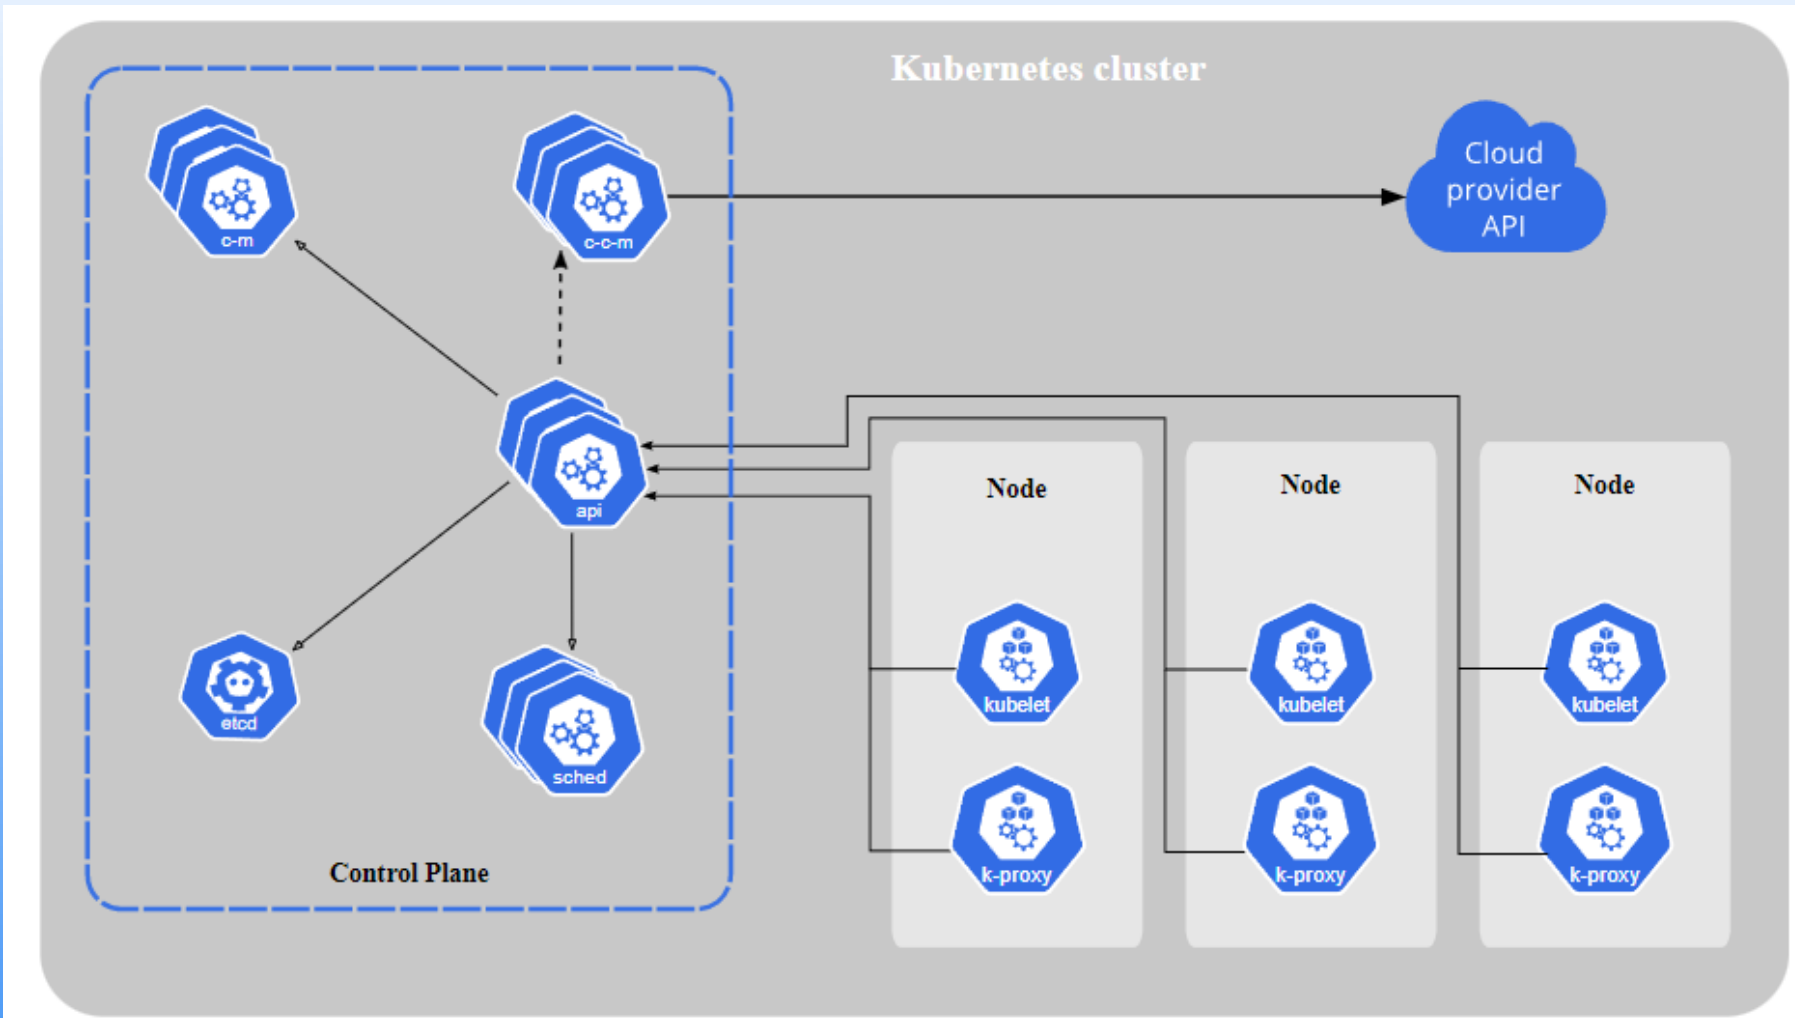 Kubernetes cluster
c-m
c-c-m
Cloud
provider
API
api
etcd
sched
Control Plane
Node
kubelet
k-proxy
Node
kubelet
k-proxy
Node
kubelet
k-proxy